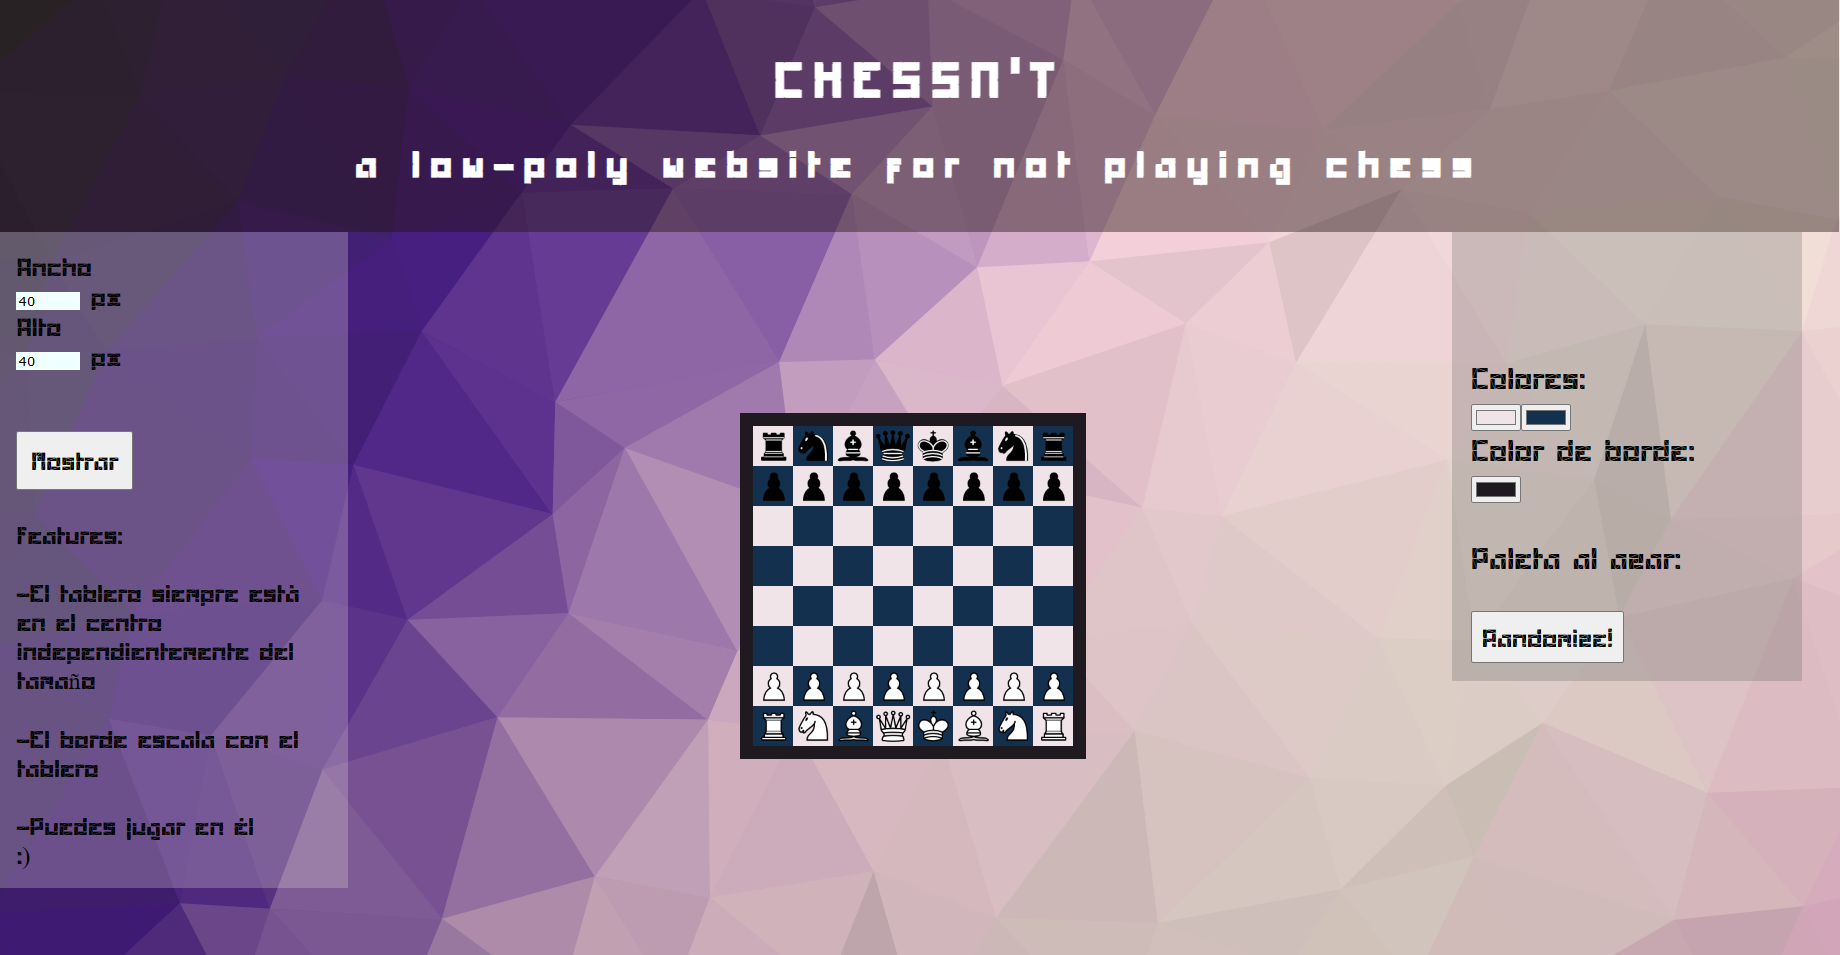 CHESSN'T
a low-poly website for not playing chess
Ancho
40 px
Alto
40 px
Mostrar
Features:
-El tablero siempre està
en el centro
independientemente del
tamaño
-El borde escala con el
tablero
-Puedes jugar en èl
:)
Colores:
Color de borde:
Paleta al azar:
Randomize!